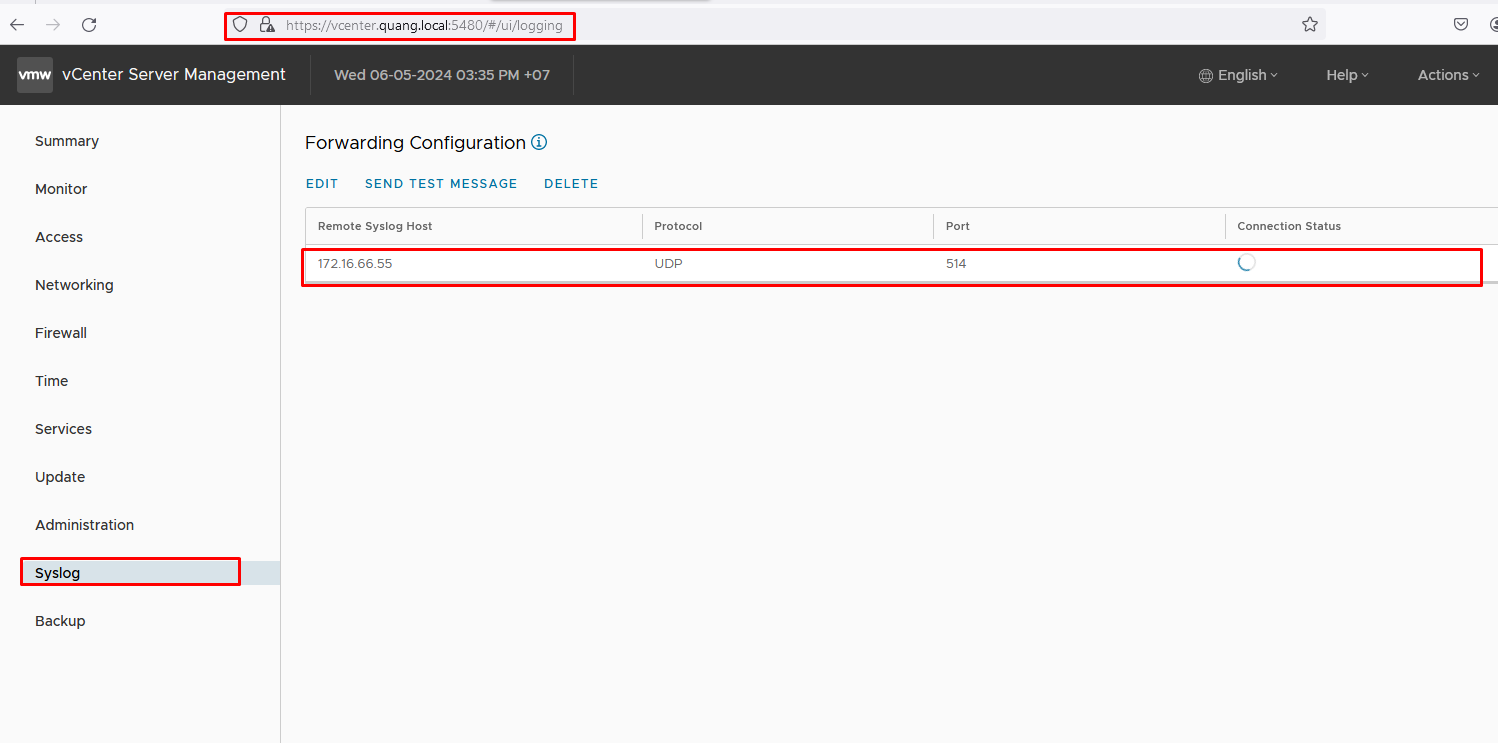 https://vcenter.quang.local:5480/#/ui/logging
vmw vCenter Server Management Wed 06-05-2024 03:35 PM +07 English Help Actions
Summary
Monitor
Access
Networking
Firewall
Time
Services
Update
Administration
Syslog
Backup
Forwarding Configuration
EDIT SEND TEST MESSAGE DELETE
Remote Syslog Host Protocol Port Connection Status
172.16.66.55 UDP 514